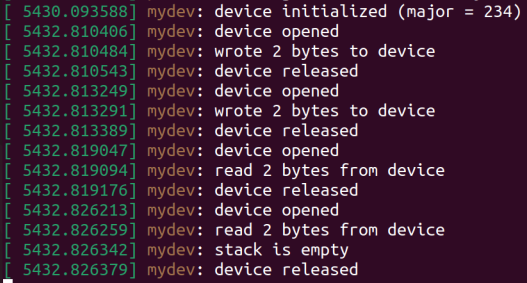 [ 5430.093588] mydev: device initialized (major = 234)
[ 5432.810406] mydev: device opened
[ 5432.810484] mydev: wrote 2 bytes to device
[ 5432.810543] mydev: device released
[ 5432.813249] mydev: device opened
[ 5432.813291] mydev: wrote 2 bytes to device
[ 5432.813389] mydev: device released
[ 5432.819047] mydev: device opened
[ 5432.819094] mydev: read 2 bytes from device
[ 5432.819176] mydev: device released
[ 5432.826213] mydev: device opened
[ 5432.826259] mydev: read 2 bytes from device
[ 5432.826342] mydev: stack is empty
[ 5432.826379] mydev: device released